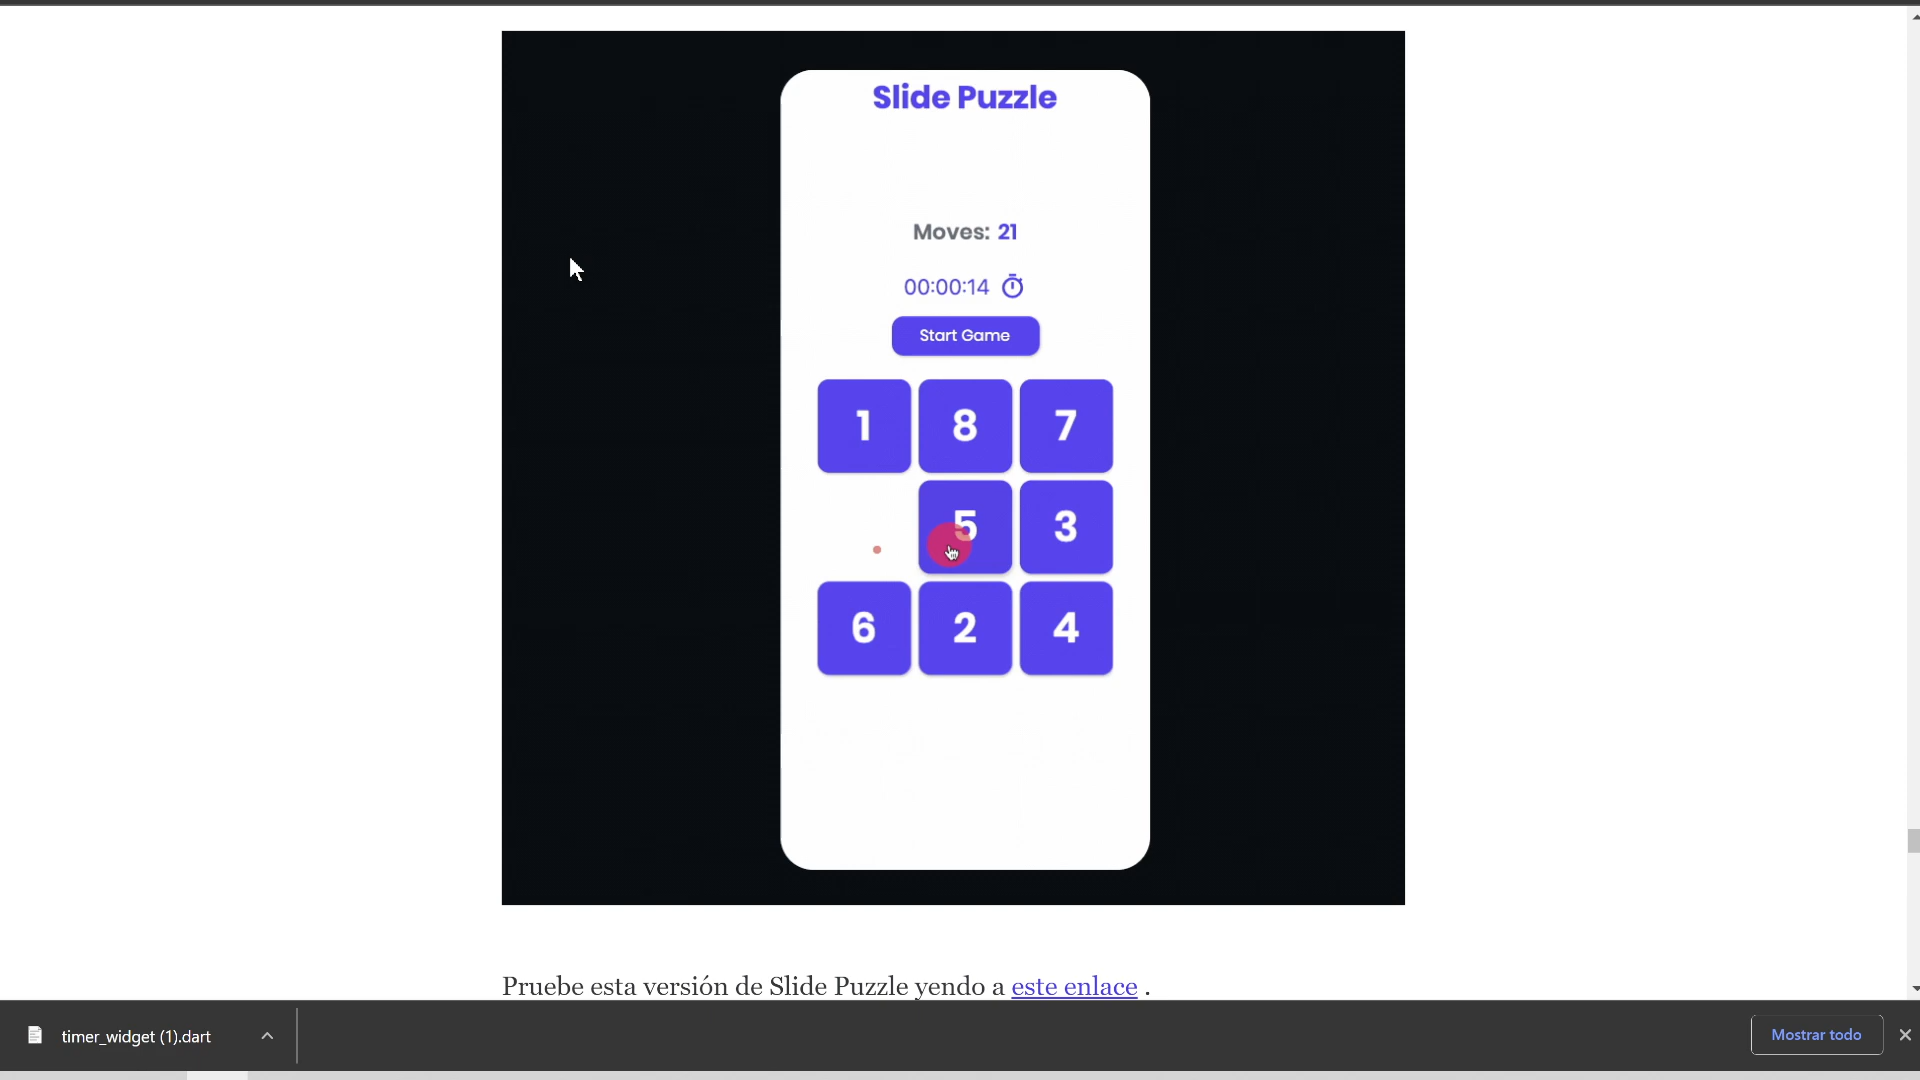 Slide Puzzle
Moves: 21
00:00:14
Start Game
1 8 7
5 3
6 2 4
Pruebe esta versión de Slide Puzzle yendo a este enlace .
timer_widget (1).dart
Mostrar todo